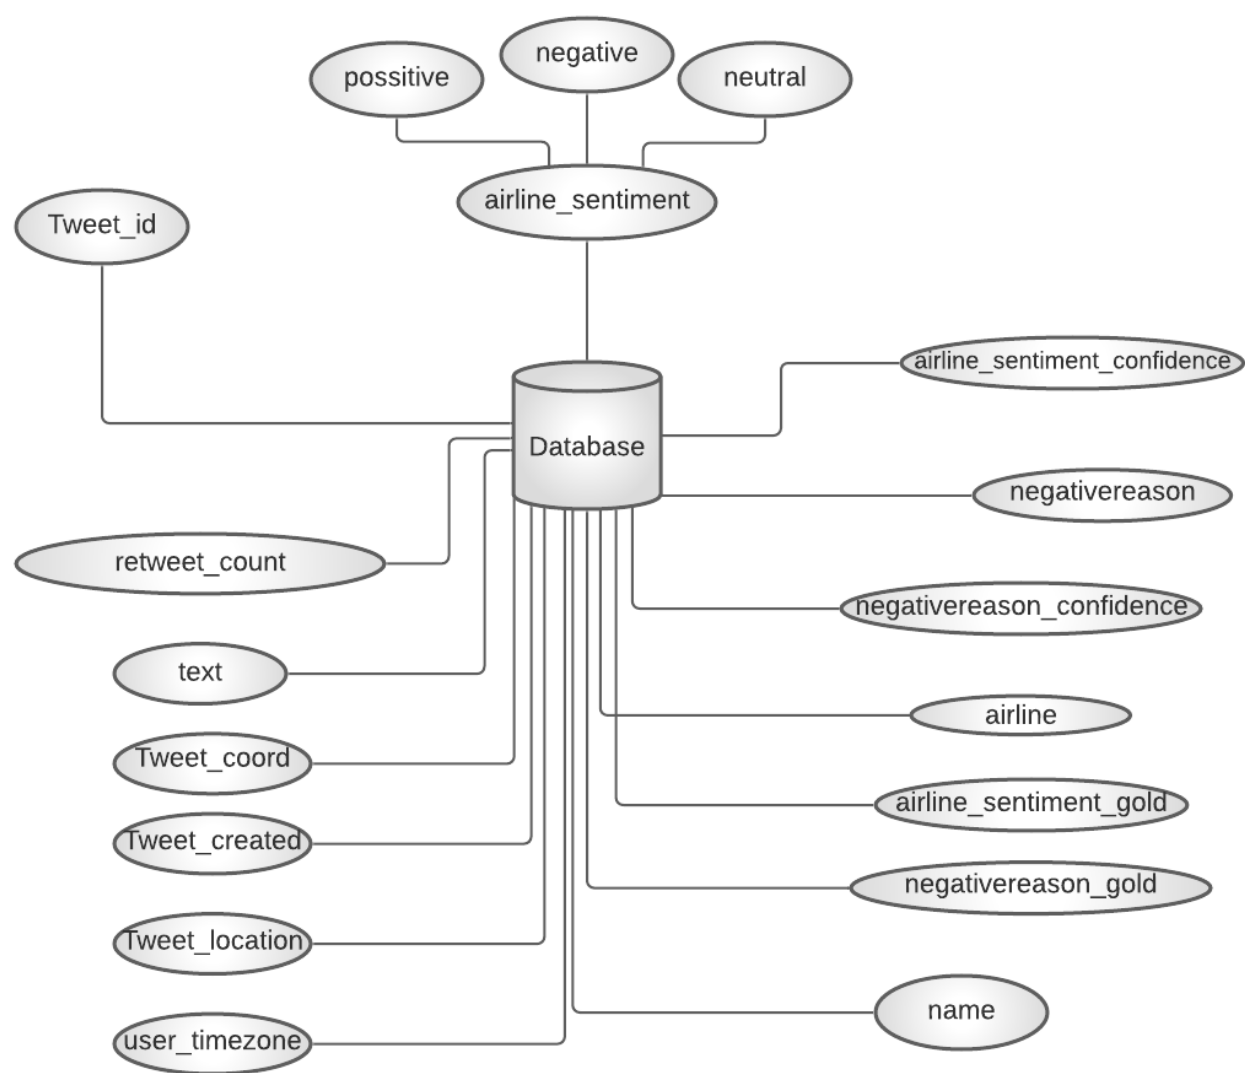 negative
possitive
neutral
airline_sentiment
Tweet_id
airline_sentiment_confidence
Database
negativereason
retweet_count
negativereason_confidence
text
airline
Tweet_coord
airline_sentiment_gold
Tweet_created
negativereason_gold
Tweet_location
name
user_timezone